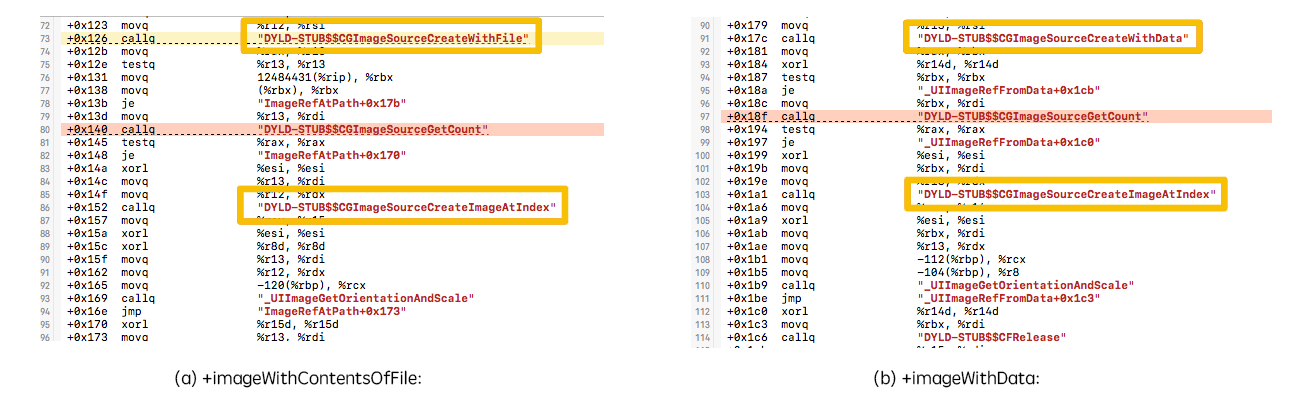 72 +0x123 movq %r12, %rsi
73 +0x126 callq "DYLD-STUB$$CGImageSourceCreateWithFile"
74 +0x12b movq
75 +0x12e testq %r13, %r13
76 +0x131 movq 12484431(%rip), %rbx
77 +0x138 movq (%rbx), %rbx
78 +0x13b je "ImageRefAtPath+0x17b"
79 +0x13d movq %r13, %rdi
80 +0x140 callq "DYLD-STUB$$CGImageSourceGetCount"
81 +0x145 testq %rax, %rax
82 +0x148 je "ImageRefAtPath+0x170"
83 +0x14a xorl %esi, %esi
84 +0x14c movq %r13, %rdi
85 +0x14f movq %r12, %rdx
86 +0x152 callq "DYLD-STUB$$CGImageSourceCreateImageAtIndex"
87 +0x157 movq
88 +0x15a xorl %esi, %esi
89 +0x15c xorl %r8d, %r8d
90 +0x15f movq %r13, %rdi
91 +0x162 movq %r12, %rdx
92 +0x165 movq -120(%rbp), %rcx
93 +0x169 callq "_UIImageGetOrientationAndScale"
94 +0x16e jmp "ImageRefAtPath+0x173"
95 +0x170 xorl %r15d, %r15d
96 +0x173 movq %r13, %rdi
(a) +imageWithContentsOfFile:
90 +0x179 movq
91 +0x17c callq "DYLD-STUB$$CGImageSourceCreateWithData"
92 +0x181 movq
93 +0x184 xorl %r14d, %r14d
94 +0x187 testq %rbx, %rbx
95 +0x18a je "_UIImageRefFromData+0x1cb"
96 +0x18c movq %rbx, %rdi
97 +0x18f callq "DYLD-STUB$$CGImageSourceGetCount"
98 +0x194 testq %rax, %rax
99 +0x197 je "_UIImageRefFromData+0x1c0"
100 +0x199 xorl %esi, %esi
101 +0x19b movq %rbx, %rdi
102 +0x19e movq
103 +0x1a1 callq "DYLD-STUB$$CGImageSourceCreateImageAtIndex"
104 +0x1a6 movq
105 +0x1a9 xorl %esi, %esi
106 +0x1ab movq %rbx, %rdi
107 +0x1ae movq %r13, %rdx
108 +0x1b1 movq -112(%rbp), %rcx
109 +0x1b5 movq -104(%rbp), %r8
110 +0x1b9 callq "_UIImageGetOrientationAndScale"
111 +0x1be jmp "_UIImageRefFromData+0x1c3"
112 +0x1c0 xorl %r14d, %r14d
113 +0x1c3 movq %rbx, %rdi
114 +0x1c6 callq "DYLD-STUB$$CFRelease"
(b) +imageWithData: